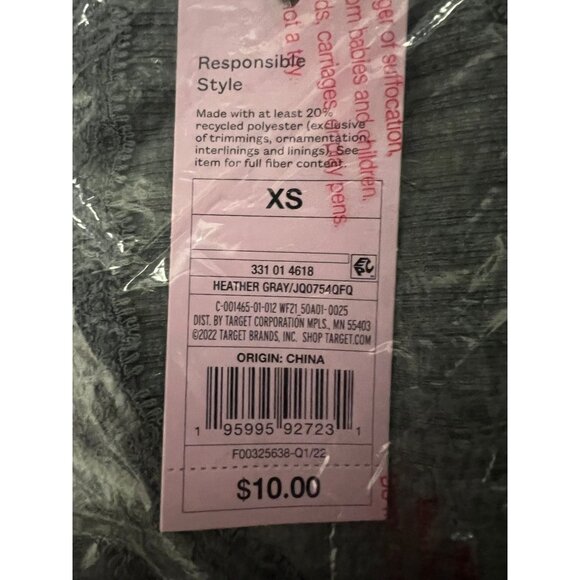 Responsible
Style
Made with at least 20%
recycled polyester (exclusive
of trimmings, ornamentation,
interlinings and linings). See
item for full fiber content.
XS
331 01 4618
HEATHER GRAY/JQ0754QFQ
C-001465-01-012 WF21_50A01-0025
DIST. BY TARGET CORPORATION MPLS., MN 55403
©2022 TARGET BRANDS, INC. SHOP TARGET.COM
ORIGIN: CHINA
1 95995 92723 1
F00325638-Q1/22
$10.00
ger of suffocation,
om babies and children.
ds, carriages, play pens.
ot a toy.